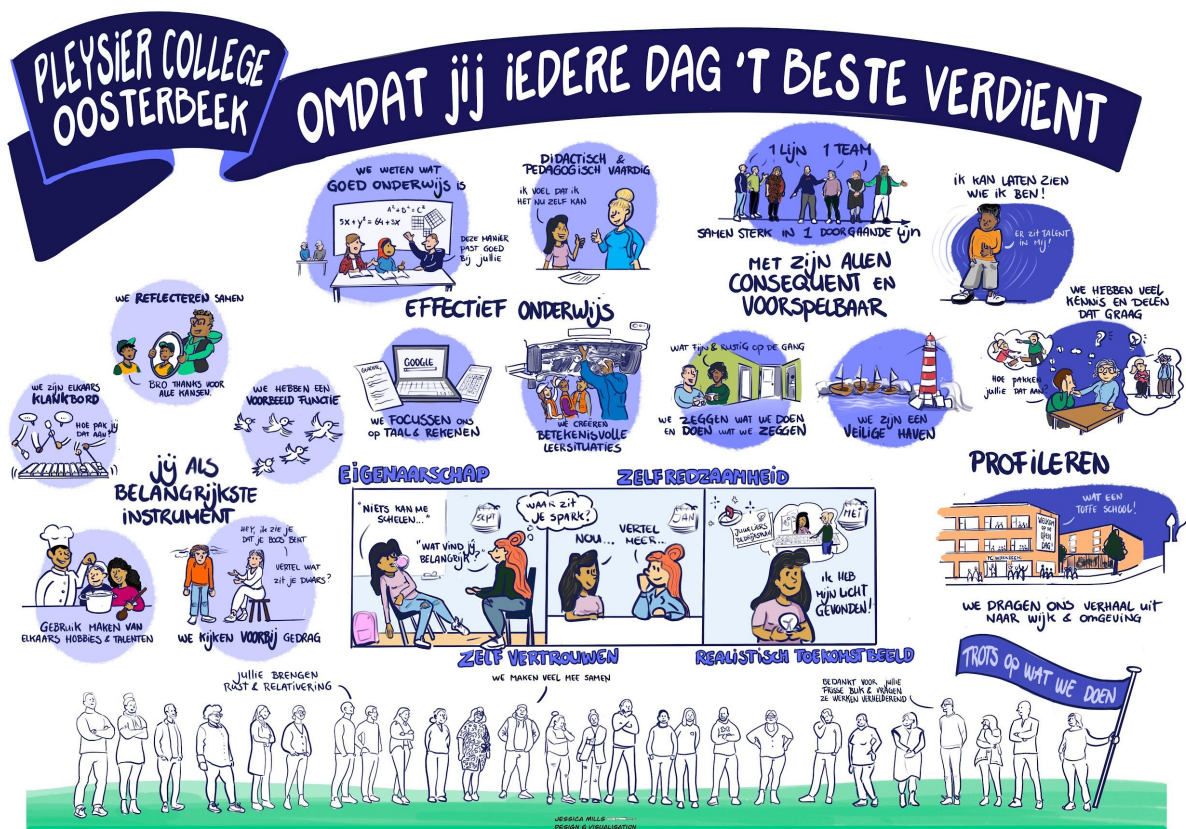 PLEYSIER COLLEGE
OOSTERBEEK
OMDAT jij iEDERE DAG 'T BESTE VERDiENT
WE WETEN WAT
GOED ONDERWIJS is
A²+B²=C²
5x + y² = 64 + 3x
DEZE MANIER
PAST GOED
Bij jullie
DiDACTiSCH &
PEDAGOGISCH VAARDIG
ik VOEL DAT ik
HET NU ZELF KAN
EFFECTIEF ONDERWIJS
GOOGLE
WE FOCUSSEN ONS
op TAAL & REKENEN
WE CREËREN
BETEKENISVOLLE
LEERSITUATIES
1 Lijn 1 TEAM
SAMEN STERK iN 1 DOORGAANDE Lijn
MET ZijN ALLEN
CONSEQUENT EN
VOORSPELBAAR
WAT Fijn & RUSTIG OP DE GANG
WE ZEGGEN WAT WE DOEN
EN DOEN WAT WE ZEGGEN
WE ZijN EEN
VEILIGE HAVEN
iK KAN LATEN ZIEN
WIE ik BEN!
ER ZIT TALENT
IN Mij!
WE HEBBEN VEEL
KENNIS EN DELEN
DAT GRAAG
HOE PAKKEN
jullie DAT AAN?
PROFiLEREN
WAT EEN
TOFFE SCHOOL!
WELKOM
OP DE
OPEN
DAG!
WE DRAGEN ONS VERHAAL UIT
NAAR WIJK & OMGEVING
WE REFLECTEREN SAMEN
BRO THANKS VOOR
ALLE KANSEN.
WE ZijN ELKAARS
KLANKBORD
HOE PAK jij
DAT AAN?
WE HEBBEN EEN
VOORBEELD FUNCTIE
jij ALS
BELANGRIJKSTE
INSTRUMENT
GEBRUIK MAKEN VAN
ELKAARS HOBBIES & TALENTEN
HEY, ik ZIE JE
DAT JE BOOS BENT
VERTEL WAT
ZIT JE DWARS?
WE KIJKEN VOORBIJ GEDRAG
EIGENAARSCHAP
ZELFREDZAAMHEID
"NIETS KAN ME
SCHELEN..."
SEPT
"WAT VIND jij
BELANGRIJK?"
WAAR ZIT
JE SPARK?
NOU...
VERTEL
MEER...
JAN
MEI
ik HEB
MIJN LICHT
GEVONDEN!
ZELF VERTROUWEN
REALISTISCH TOEKOMSTBEELD
jullie BRENGEN
RUST & RELATIVERING
WE MAKEN VEEL MEE SAMEN
BEDANKT VOOR jullie
FRISSE BLIK & VRAGEN
ZE WERKEN VERHELDEREND
TROTS op WAT WE DOEN
JESSICA MILLS
DESIGN & VISUALISATION